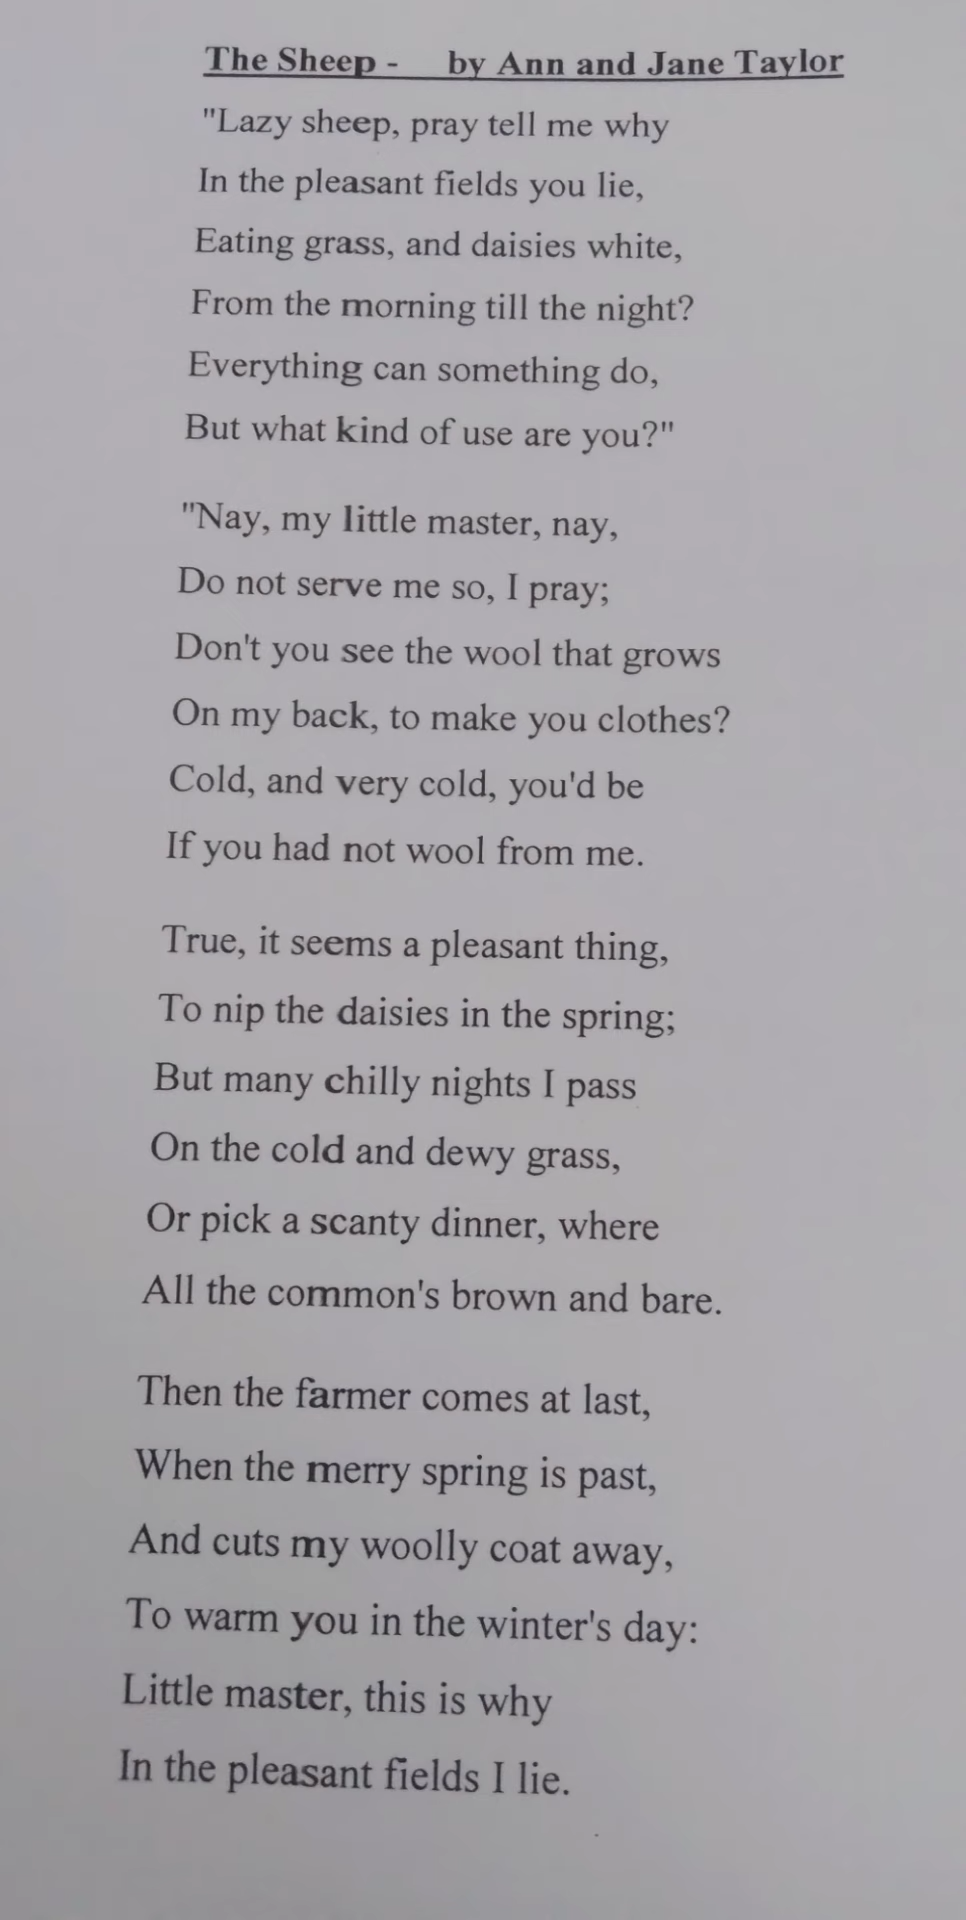 The Sheep - by Ann and Jane Taylor
"Lazy sheep, pray tell me why
In the pleasant fields you lie,
Eating grass, and daisies white,
From the morning till the night?
Everything can something do,
But what kind of use are you?"
"Nay, my little master, nay,
Do not serve me so, I pray;
Don't you see the wool that grows
On my back, to make you clothes?
Cold, and very cold, you'd be
If you had not wool from me.
True, it seems a pleasant thing,
To nip the daisies in the spring;
But many chilly nights I pass
On the cold and dewy grass,
Or pick a scanty dinner, where
All the common's brown and bare.
Then the farmer comes at last,
When the merry spring is past,
And cuts my woolly coat away,
To warm you in the winter's day:
Little master, this is why
In the pleasant fields I lie.